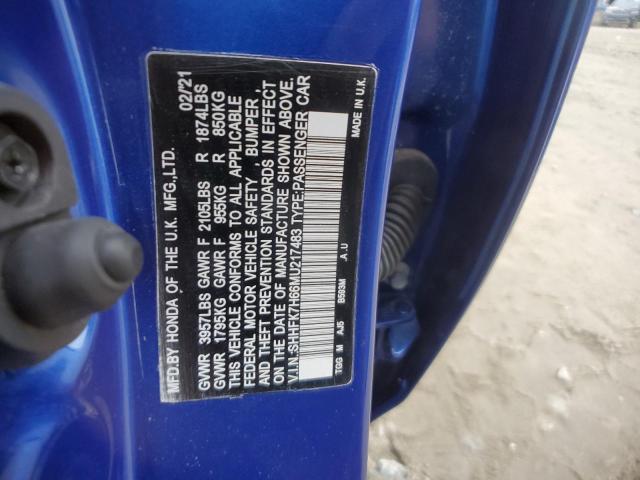 MFD.BY HONDA OF THE U.K. MFG.,LTD. 02/21
GVWR 3957LBS GAWR F 2105LBS R 1874LBS
GVWR 1795KG GAWR F 955KG R 850KG
THIS VEHICLE CONFORMS TO ALL APPLICABLE
FEDERAL MOTOR VEHICLE SAFETY , BUMPER ,
AND THEFT PREVENTION STANDARDS IN EFFECT
ON THE DATE OF MANUFACTURE SHOWN ABOVE.
V.I.N.:SHHFK7H66MU217483 TYPE:PASSENGER CAR
TGG M AJ5 B593M .A .U MADE IN U.K.